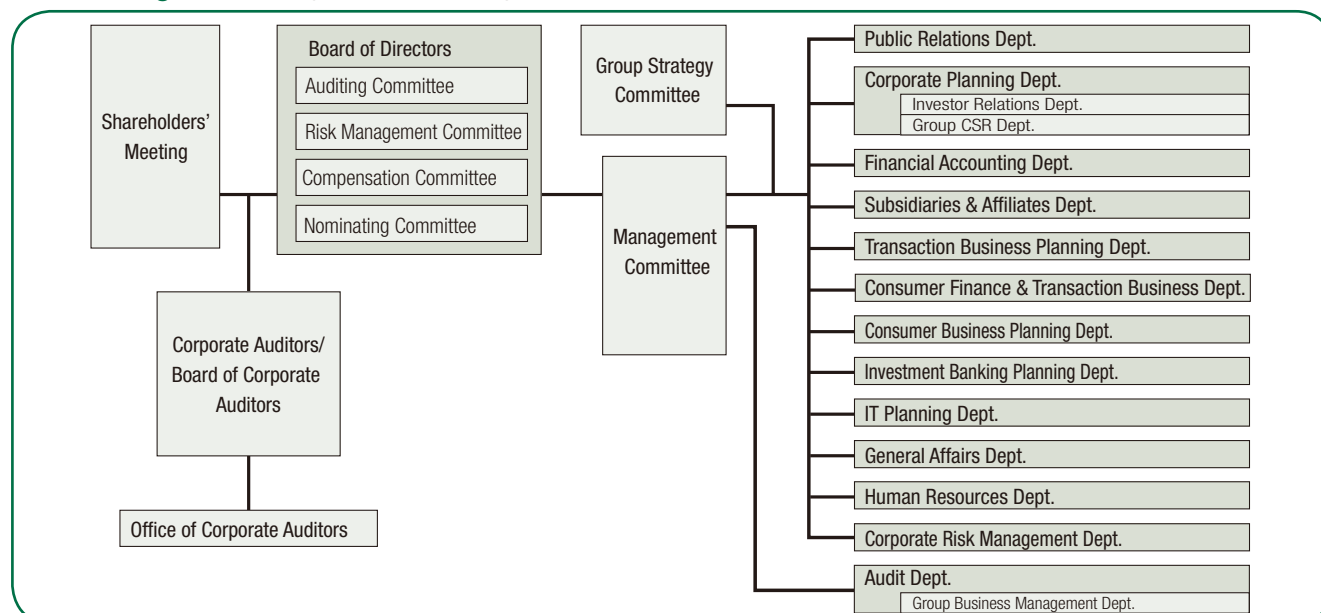 Shareholders'
Meeting
Board of Directors
Auditing Committee
Risk Management Committee
Compensation Committee
Nominating Committee
Corporate Auditors/
Board of Corporate
Auditors
Office of Corporate Auditors
Group Strategy
Committee
Management
Committee
Public Relations Dept.
Corporate Planning Dept.
Investor Relations Dept.
Group CSR Dept.
Financial Accounting Dept.
Subsidiaries & Affiliates Dept.
Transaction Business Planning Dept.
Consumer Finance & Transaction Business Dept.
Consumer Business Planning Dept.
Investment Banking Planning Dept.
IT Planning Dept.
General Affairs Dept.
Human Resources Dept.
Corporate Risk Management Dept.
Audit Dept.
Group Business Management Dept.